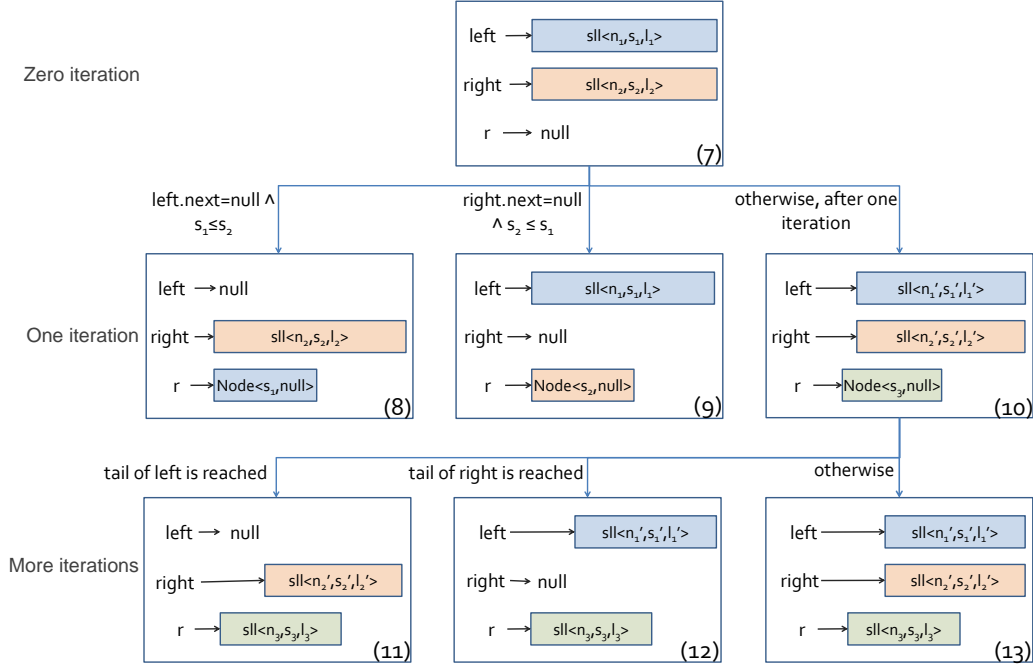 Zero iteration
left
sll<n₁,s₁,l₁>
right
sll<n₂,s₂,l₂>
r
null
(7)
left.next=null ∧
s₁≤s₂
right.next=null
∧ s₂ ≤ s₁
otherwise, after one
iteration
One iteration
left
null
right
sll<n₂,s₂,l₂>
r
Node<s₁,null>
(8)
left
sll<n₁,s₁,l₁>
right
null
r
Node<s₂,null>
(9)
left
sll<n₁',s₁',l₁'>
right
sll<n₂',s₂',l₂'>
r
Node<s₃,null>
(10)
tail of left is reached
tail of right is reached
otherwise
More iterations
left
null
right
sll<n₂',s₂',l₂'>
r
sll<n₃,s₃,l₃>
(11)
left
sll<n₁',s₁',l₁'>
right
null
r
sll<n₃,s₃,l₃>
(12)
left
sll<n₁',s₁',l₁'>
right
sll<n₂',s₂',l₂'>
r
sll<n₃,s₃,l₃>
(13)